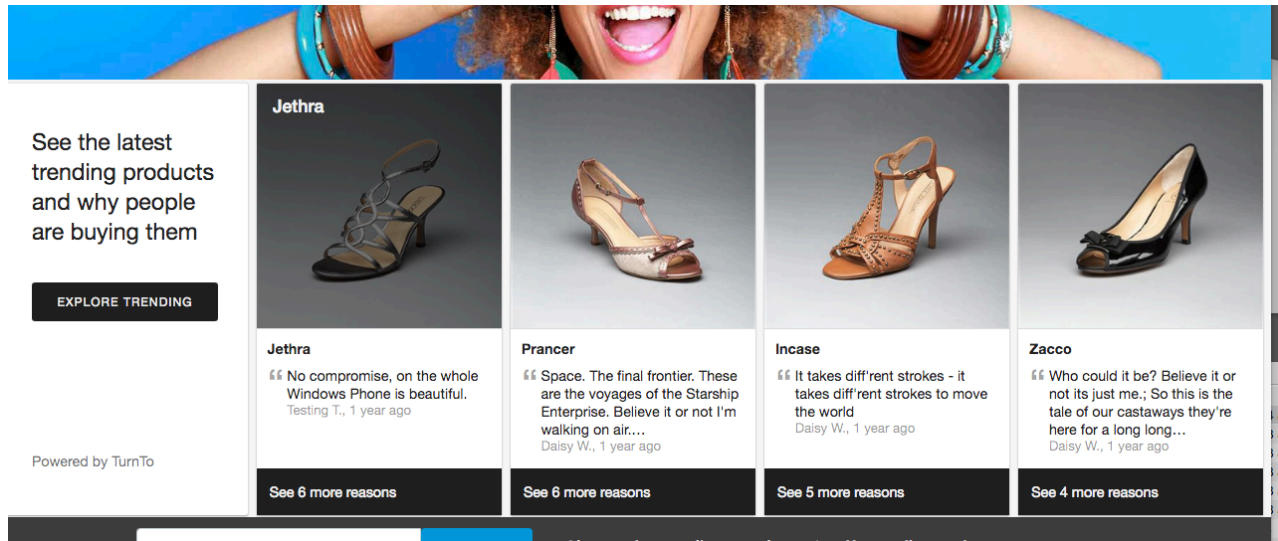 See the latest
trending products
and why people
are buying them
EXPLORE TRENDING
Powered by TurnTo
Jethra
Jethra
No compromise, on the whole
Windows Phone is beautiful.
Testing T., 1 year ago
See 6 more reasons
Prancer
Space. The final frontier. These
are the voyages of the Starship
Enterprise. Believe it or not I'm
walking on air....
Daisy W., 1 year ago
See 6 more reasons
Incase
It takes diff'rent strokes - it
takes diff'rent strokes to move
the world
Daisy W., 1 year ago
See 5 more reasons
Zacco
Who could it be? Believe it or
not its just me.; So this is the
tale of our castaways they're
here for a long long...
Daisy W., 1 year ago
See 4 more reasons